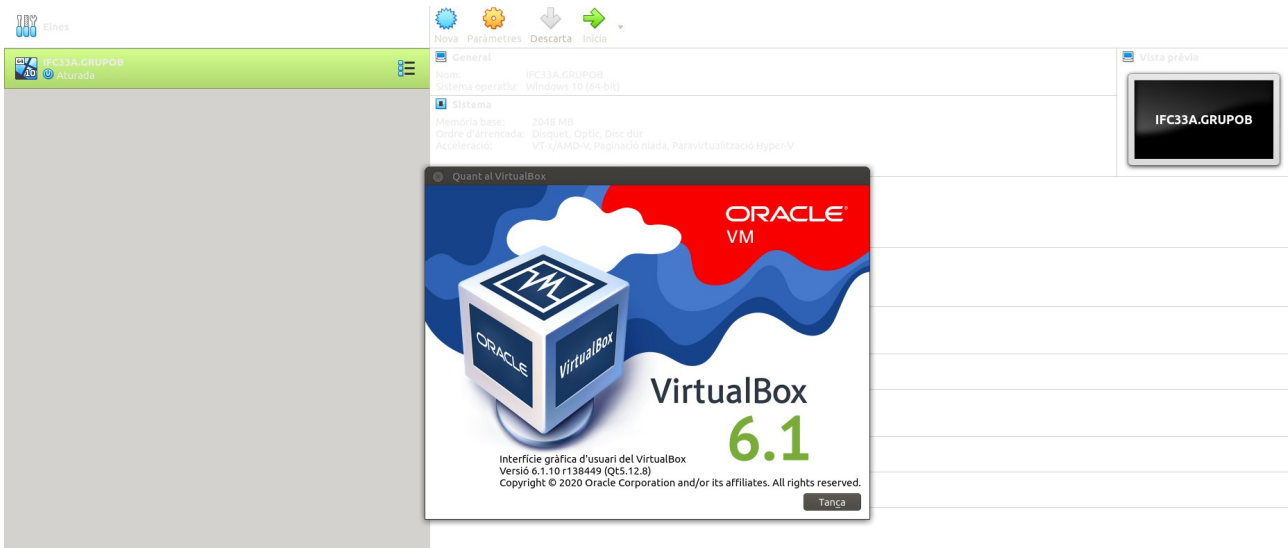 Eines
Nova Paràmetres Descarta Inicia
IFC33A.GRUPOB
Aturada
General
Nom: IFC33A.GRUPOB
Sistema operatiu: Windows 10 (64-bit)
Sistema
Memòria base: 2048 MB
Ordre d'arrencada: Disquet, Òptic, Disc dur
Acceleració: VT-x/AMD-V, Paginació niada, Paravirtualització Hyper-V
Vista prèvia
IFC33A.GRUPOB
Quant al VirtualBox
ORACLE
VM
ORACLE
VirtualBox
VirtualBox
6.1
Interfície gràfica d'usuari del VirtualBox
Versió 6.1.10 r138449 (Qt5.12.8)
Copyright © 2020 Oracle Corporation and/or its affiliates. All rights reserved.
Tanca